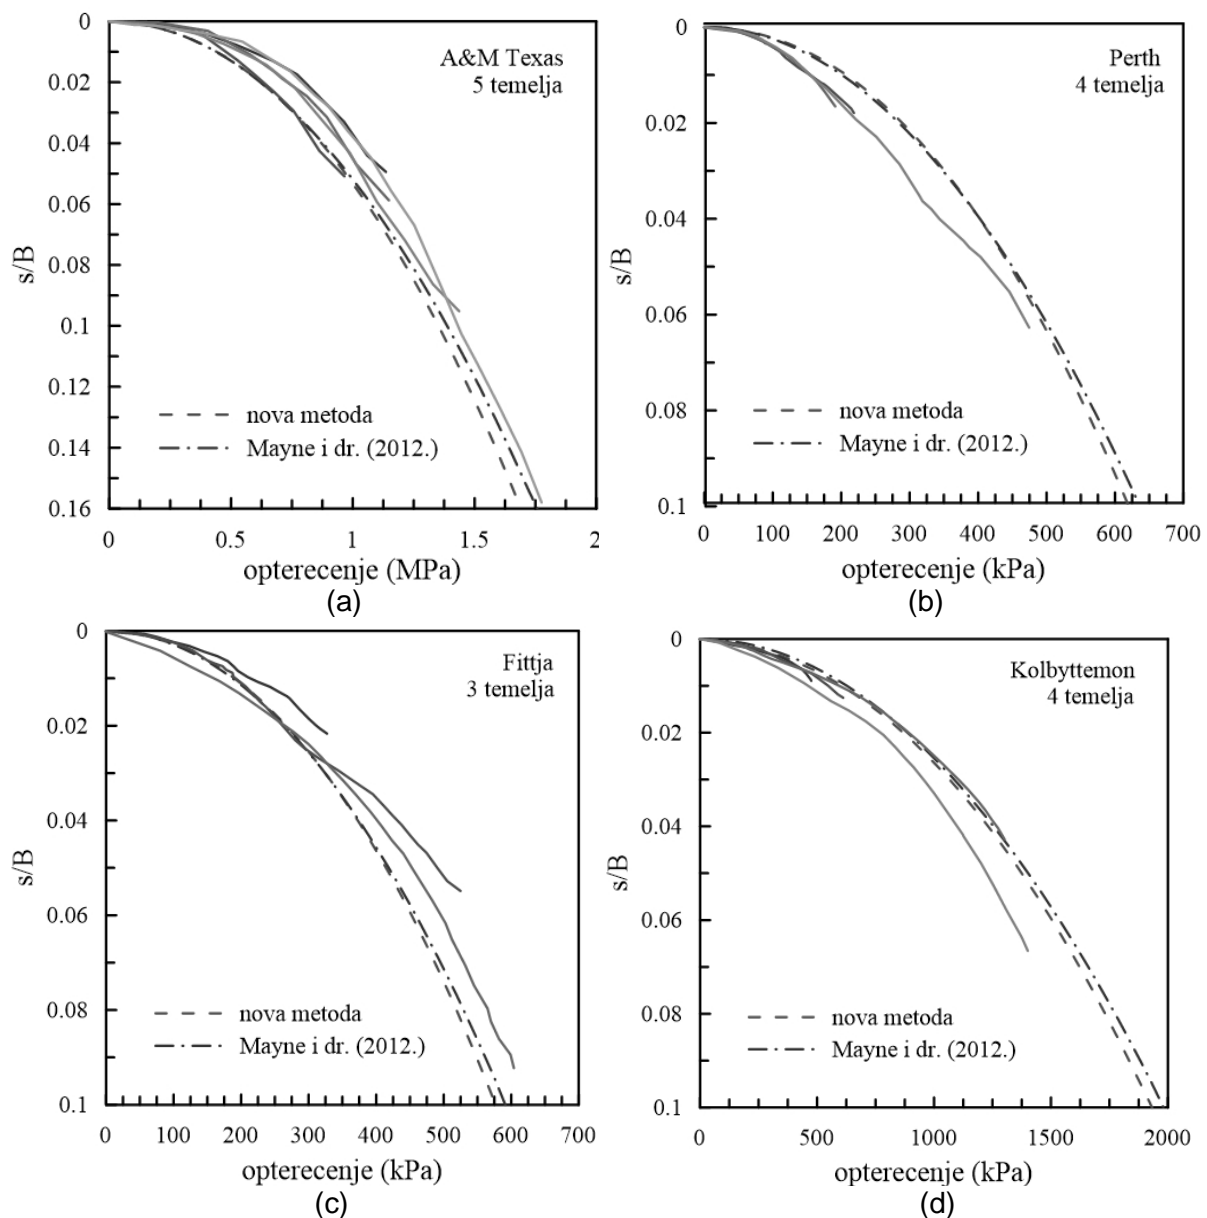 A&M Texas
5 temelja
0
0.02
0.04
0.06
0.08
0.1
0.12
0.14
0.16
s/B
nova metoda
Mayne i dr. (2012.)
0 0.5 1 1.5 2
opterecenje (MPa)
(a)
Perth
4 temelja
0
0.02
0.04
0.06
0.08
0.1
s/B
nova metoda
Mayne i dr. (2012.)
0 100 200 300 400 500 600 700
opterecenje (kPa)
(b)
Fittja
3 temelja
0
0.02
0.04
0.06
0.08
0.1
s/B
nova metoda
Mayne i dr. (2012.)
0 100 200 300 400 500 600 700
opterecenje (kPa)
(c)
Kolbyttemon
4 temelja
0
0.02
0.04
0.06
0.08
0.1
s/B
nova metoda
Mayne i dr. (2012.)
0 500 1000 1500 2000
opterecenje (kPa)
(d)